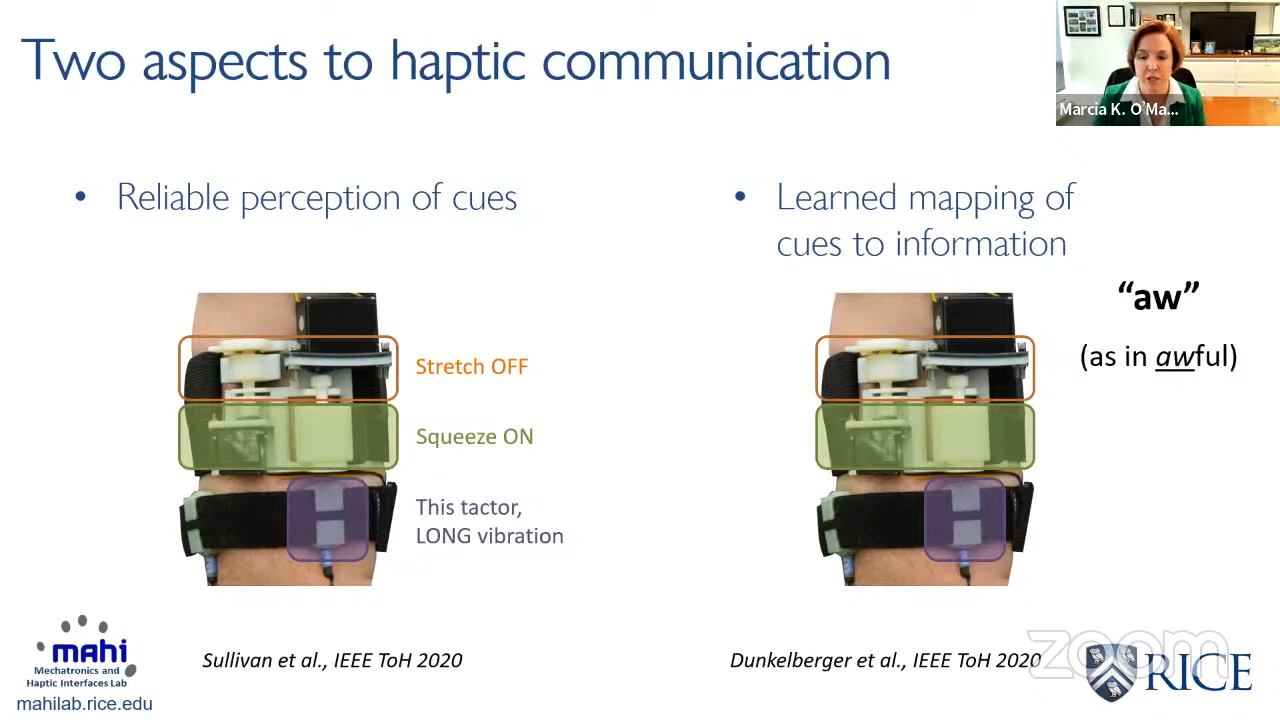 Two aspects to haptic communication
Marcia K. O'Ma...
• Reliable perception of cues
• Learned mapping of
cues to information
"aw"
(as in awful)
Stretch OFF
Squeeze ON
This tactor,
LONG vibration
mahi
Mechatronics and
Haptic Interfaces Lab
mahilab.rice.edu
Sullivan et al., IEEE ToH 2020
Dunkelberger et al., IEEE ToH 2020
zoom
RICE